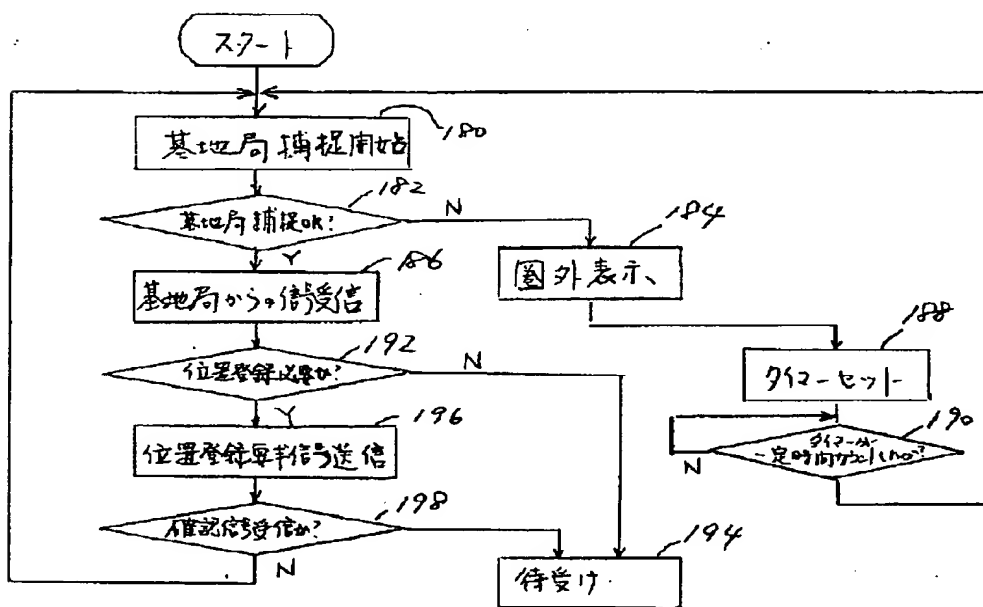 スタート
基地局捕捉開始
180
基地局捕捉OK?
182
N
Y
圏外表示
184
基地局からの信号受信
186
タイマーセット
188
位置登録必要か?
192
N
Y
タイマーが
一定時間カウントしたか?
190
N
位置登録要求信号送信
196
確認信号受信か?
198
N
待受け
194